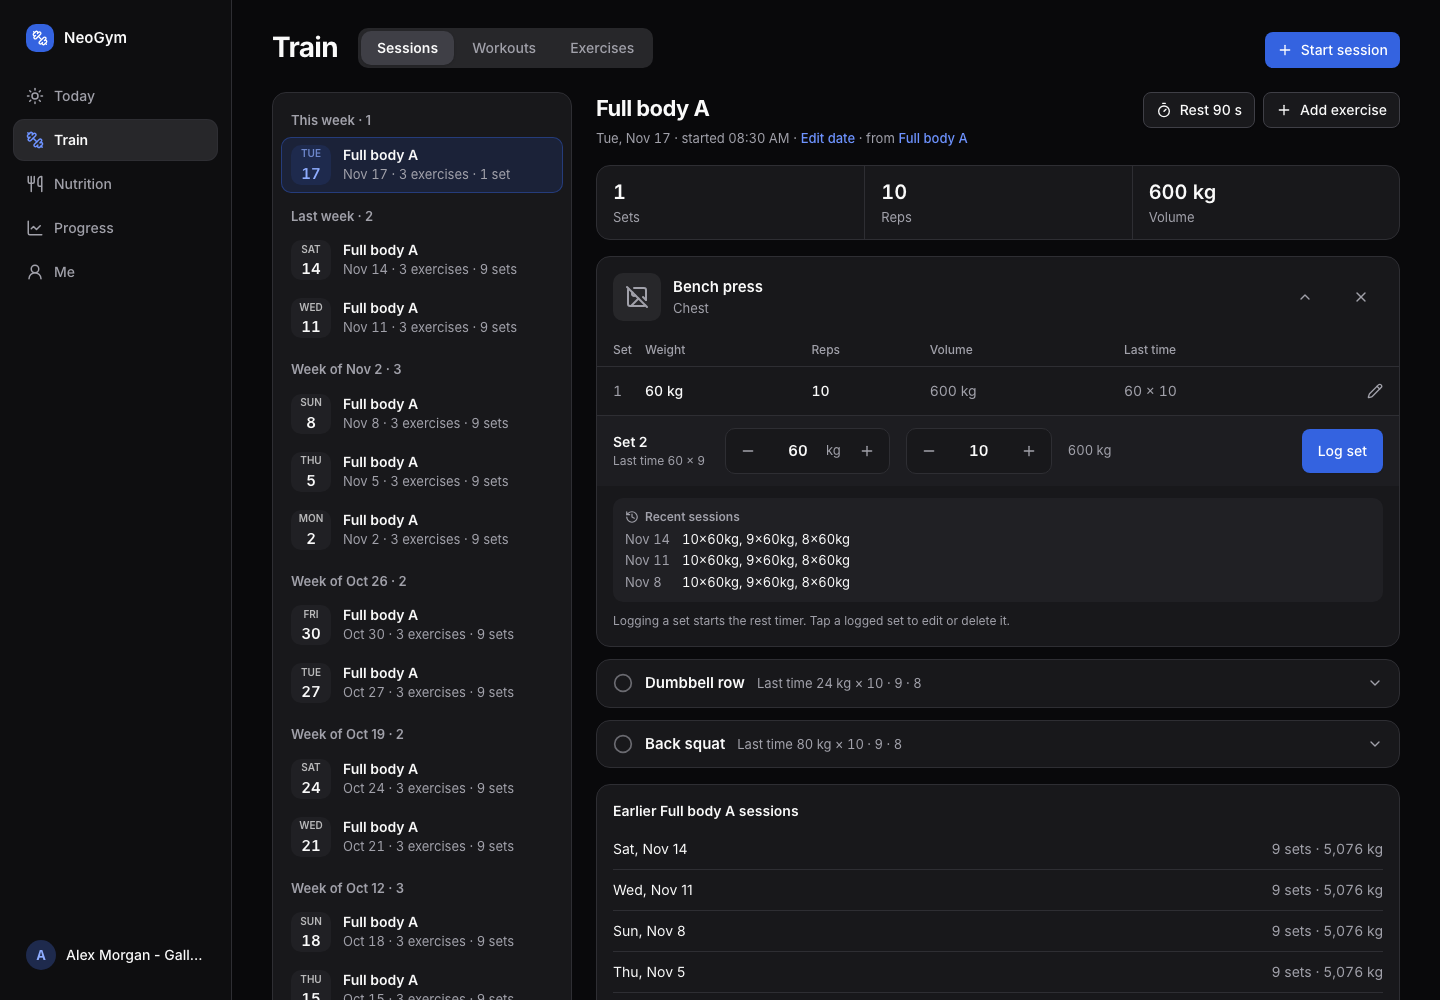 NeoGym
Today
Train
Nutrition
Progress
Me
A
Alex Morgan - Gall...
Train
Sessions
Workouts
Exercises
Start session
This week · 1
TUE
17
Full body A
Nov 17 · 3 exercises · 1 set
Last week · 2
SAT
14
Full body A
Nov 14 · 3 exercises · 9 sets
WED
11
Full body A
Nov 11 · 3 exercises · 9 sets
Week of Nov 2 · 3
SUN
8
Full body A
Nov 8 · 3 exercises · 9 sets
THU
5
Full body A
Nov 5 · 3 exercises · 9 sets
MON
2
Full body A
Nov 2 · 3 exercises · 9 sets
Week of Oct 26 · 2
FRI
30
Full body A
Oct 30 · 3 exercises · 9 sets
TUE
27
Full body A
Oct 27 · 3 exercises · 9 sets
Week of Oct 19 · 2
SAT
24
Full body A
Oct 24 · 3 exercises · 9 sets
WED
21
Full body A
Oct 21 · 3 exercises · 9 sets
Week of Oct 12 · 3
SUN
18
Full body A
Oct 18 · 3 exercises · 9 sets
THU
15
Full body A
Oct 15 · 3 exercises · 9 sets
Full body A
Tue, Nov 17 · started 08:30 AM · Edit date · from Full body A
Rest 90 s
Add exercise
1
Sets
10
Reps
600 kg
Volume
Bench press
Chest
Set Weight Reps Volume Last time
1 60 kg 10 600 kg 60 × 10
Set 2
Last time 60 × 9
− 60 kg +
− 10 +
600 kg
Log set
Recent sessions
Nov 14 10×60kg, 9×60kg, 8×60kg
Nov 11 10×60kg, 9×60kg, 8×60kg
Nov 8 10×60kg, 9×60kg, 8×60kg
Logging a set starts the rest timer. Tap a logged set to edit or delete it.
Dumbbell row Last time 24 kg × 10 · 9 · 8
Back squat Last time 80 kg × 10 · 9 · 8
Earlier Full body A sessions
Sat, Nov 14 9 sets · 5,076 kg
Wed, Nov 11 9 sets · 5,076 kg
Sun, Nov 8 9 sets · 5,076 kg
Thu, Nov 5 9 sets · 5,076 kg